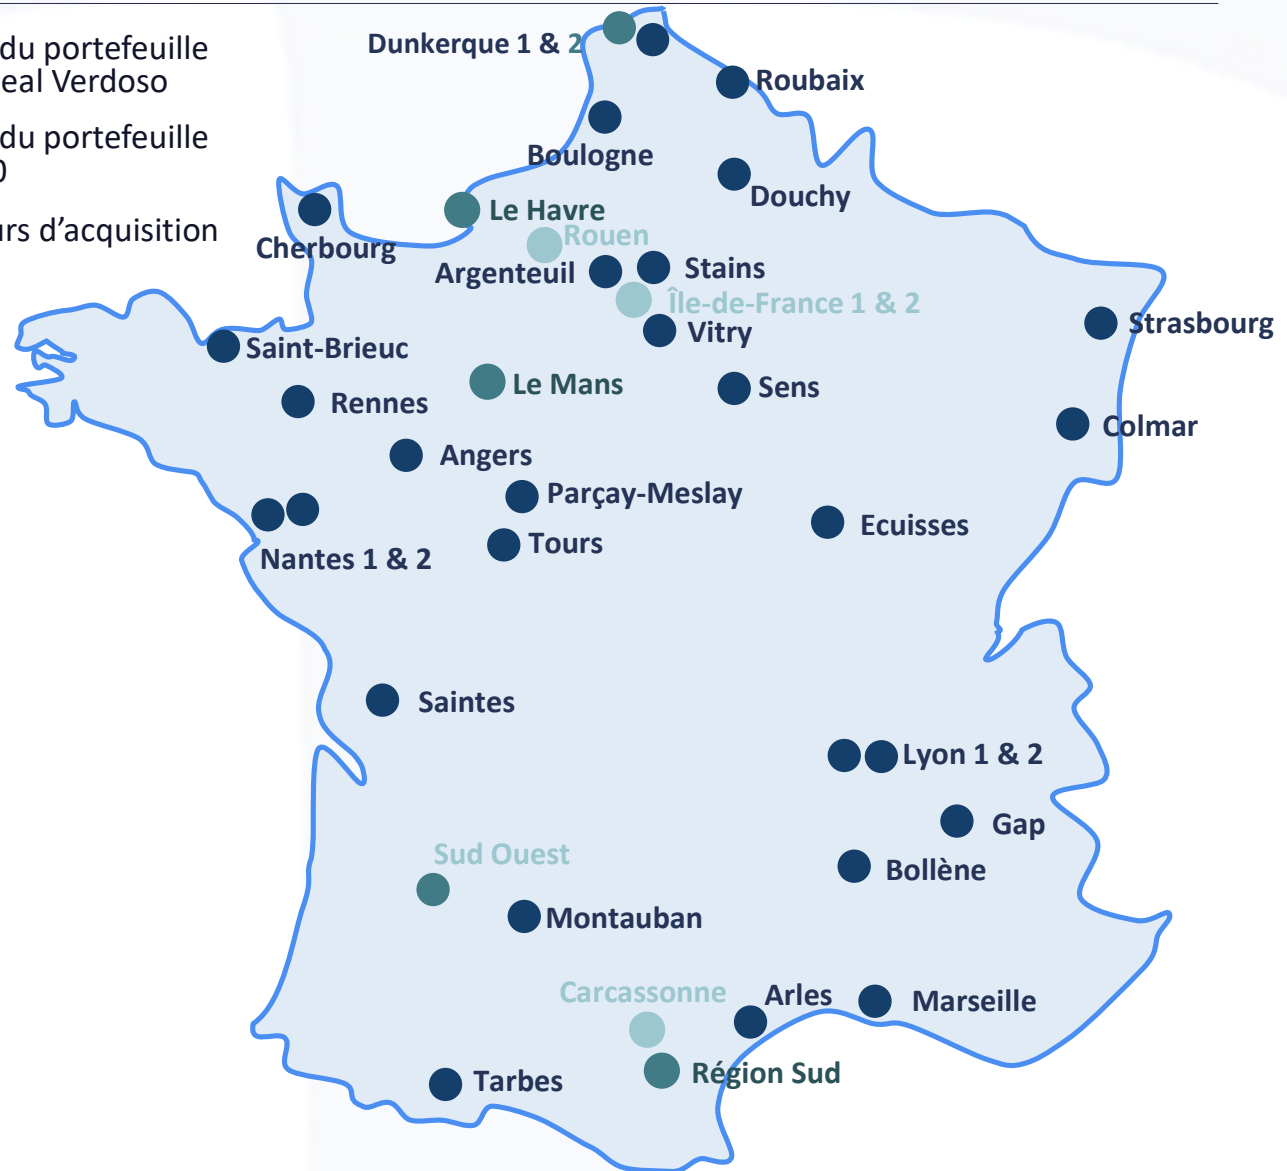 du portefeuille
eal Verdoso
du portefeuille
0
urs d’acquisition
Dunkerque 1 & 2
Roubaix
Boulogne
Douchy
Le Havre
Cherbourg
Rouen
Argenteuil
Stains
Île-de-France 1 & 2
Strasbourg
Vitry
Saint-Brieuc
Le Mans
Sens
Rennes
Colmar
Angers
Parçay-Meslay
Ecuisses
Tours
Nantes 1 & 2
Saintes
Lyon 1 & 2
Gap
Sud Ouest
Bollène
Montauban
Carcassonne
Arles
Marseille
Région Sud
Tarbes